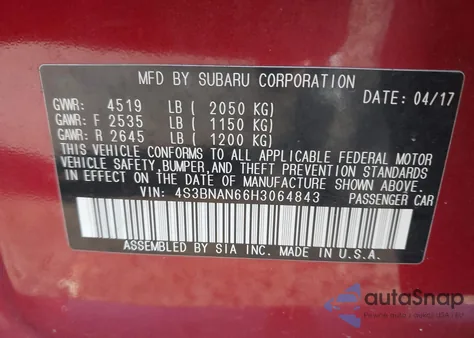 MFD BY SUBARU CORPORATION
DATE: 04/17
GVWR: 4519 LB ( 2050 KG)
GAWR: F 2535 LB ( 1150 KG)
GAWR: R 2645 LB ( 1200 KG)
THIS VEHICLE CONFORMS TO ALL APPLICABLE FEDERAL MOTOR
VEHICLE SAFETY, BUMPER, AND THEFT PREVENTION STANDARDS
IN EFFECT ON THE DATE OF MANUFACTURE SHOWN ABOVE.
VIN: 4S3BNAN66H3064843 PASSENGER CAR
ASSEMBLED BY SIA INC. MADE IN U.S.A.
autoSnap